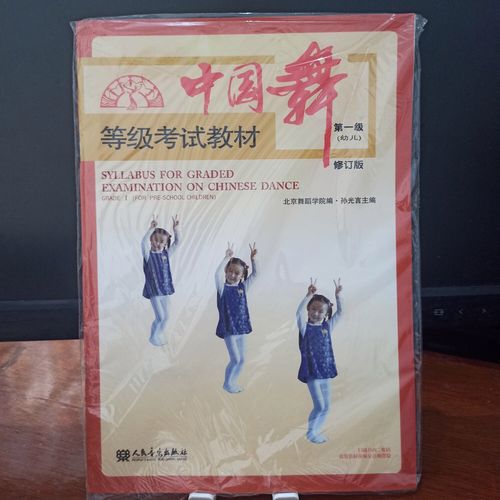 中国舞
等级考试教材
第一级
(幼儿)
修订版
SYLLABUS FOR GRADED
EXAMINATION ON CHINESE DANCE
GRADE I (FOR PRE-SCHOOL CHILDREN)
北京舞蹈学院编·孙光言主编
人民音乐出版社